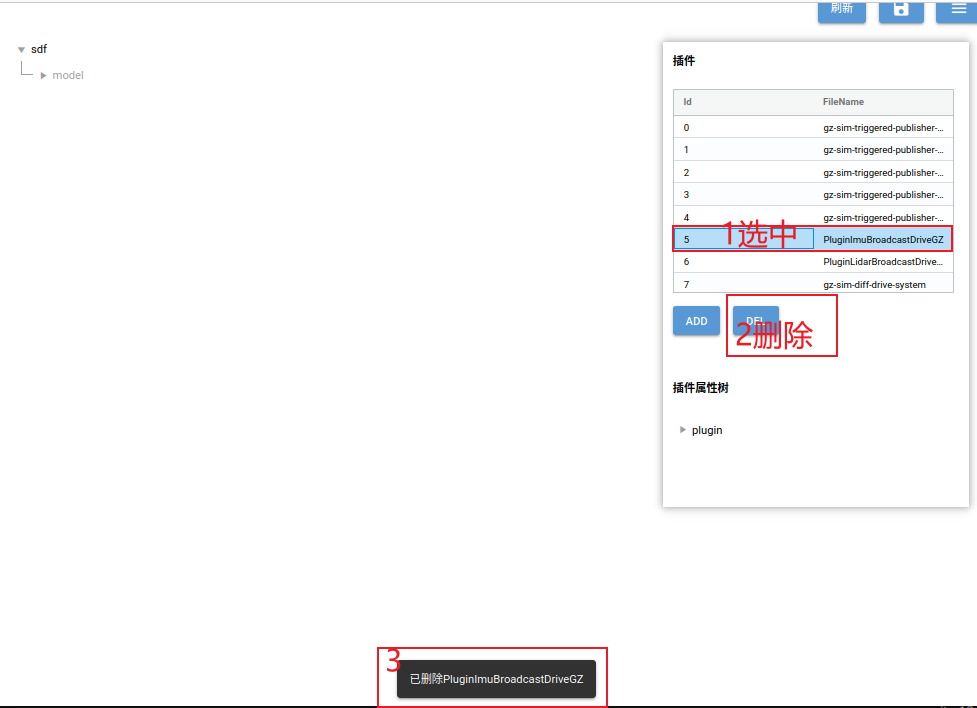 刷新
sdf
model
插件
Id FileName
0 gz-sim-triggered-publisher-...
1 gz-sim-triggered-publisher-...
2 gz-sim-triggered-publisher-...
3 gz-sim-triggered-publisher-...
4 gz-sim-triggered-publisher-...
1选中
5 PluginImuBroadcastDriveGZ
6 PluginLidarBroadcastDrive...
7 gz-sim-diff-drive-system
ADD DEL
2删除
插件属性树
plugin
3
已删除PluginImuBroadcastDriveGZ